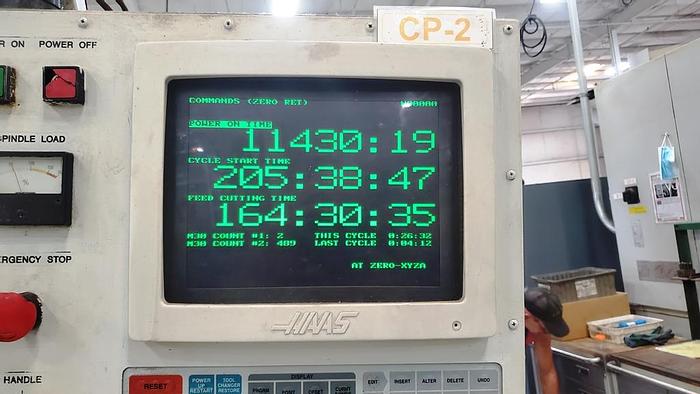 CP-2
R ON POWER OFF
COMMANDS (ZERO RET)
POWER ON TIME
11430:19
CYCLE START TIME
205:38:47
FEED CUTTING TIME
164:30:35
M30 COUNT #1: 2 THIS CYCLE 0:26:32
M30 COUNT #2: 489 LAST CYCLE 0:04:12
AT ZERO-XYZA
SPINDLE LOAD
ERGENCY STOP
HAAS
HANDLE
DISPLAY
RESET
POWER UP RESTART
TOOL CHANGER RESTORE
PRGRM
EDIT INSERT ALTER DELETE UNDO